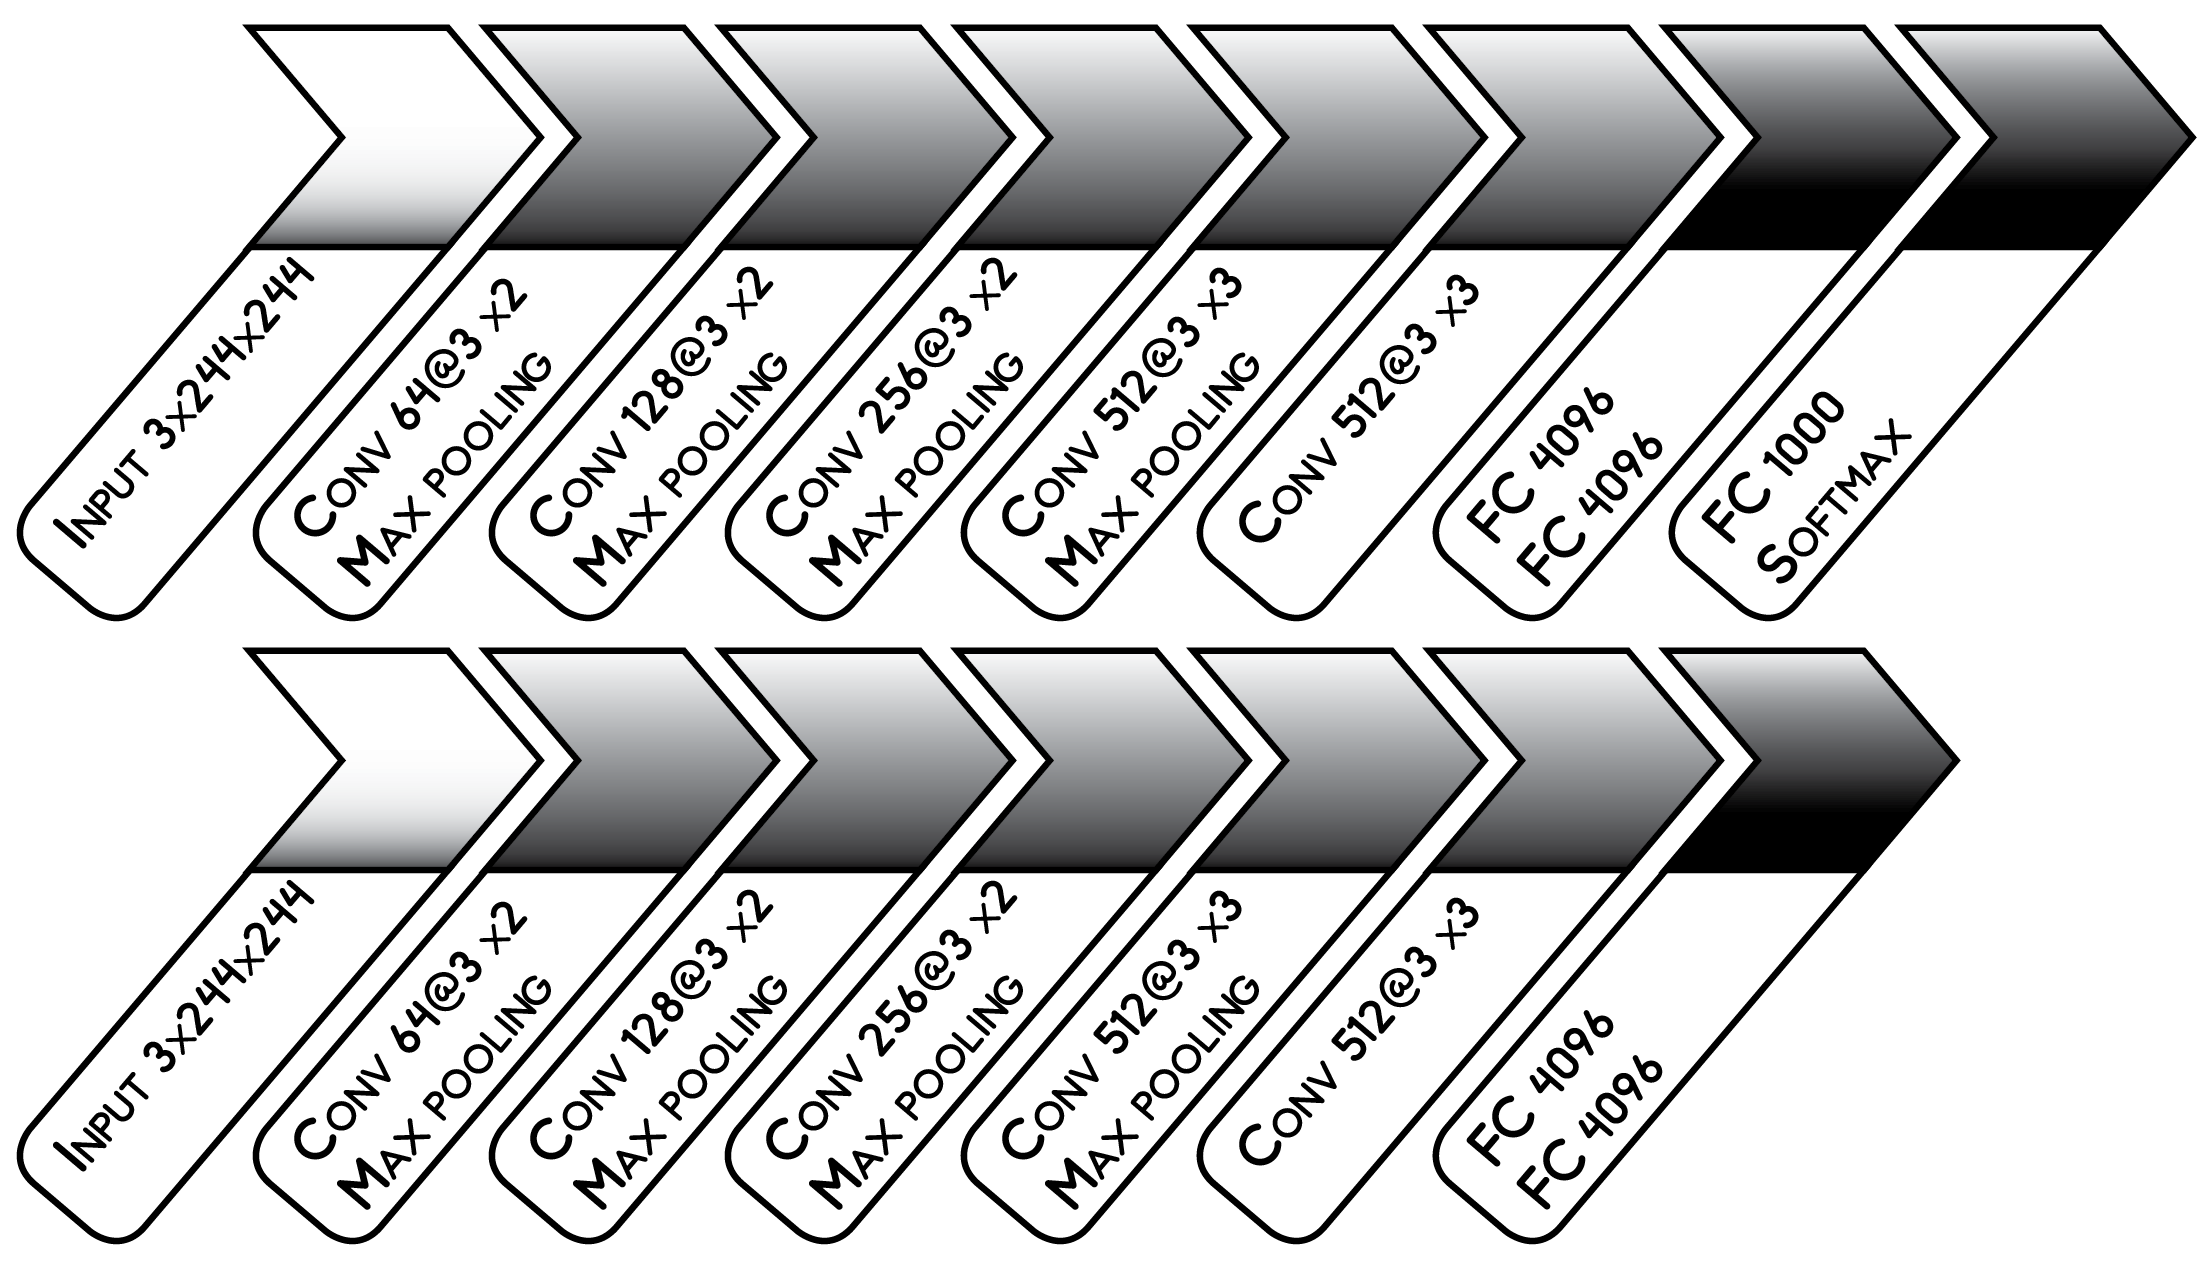 Input 3x244x244
Conv 64@3 x2
Max pooling
Conv 128@3 x2
Max pooling
Conv 256@3 x2
Max pooling
Conv 512@3 x3
Max pooling
Conv 512@3 x3
FC 4096
FC 4096
FC 1000
Softmax
Input 3x244x244
Conv 64@3 x2
Max pooling
Conv 128@3 x2
Max pooling
Conv 256@3 x2
Max pooling
Conv 512@3 x3
Max pooling
Conv 512@3 x3
FC 4096
FC 4096